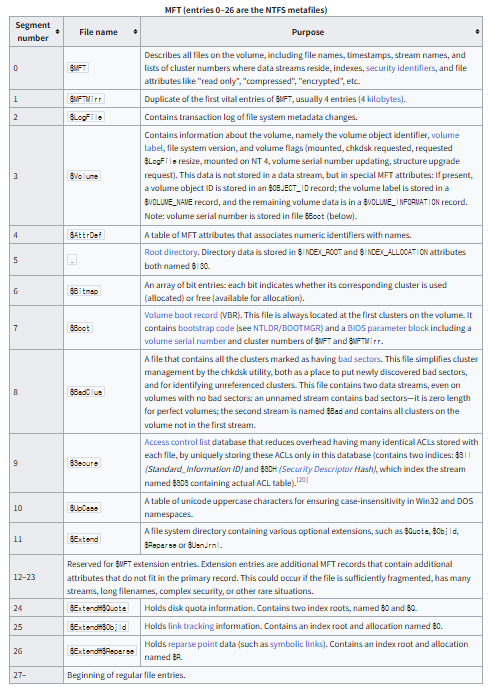 MFT (entries 0–26 are the NTFS metafiles)
Segment number File name Purpose
0 $MFT Describes all files on the volume, including file names, timestamps, stream names, and
lists of cluster numbers where data streams reside, indexes, security identifiers, and file
attributes like "read only", "compressed", "encrypted", etc.
1 $MFTMirr Duplicate of the first vital entries of $MFT, usually 4 entries (4 kilobytes).
2 $LogFile Contains transaction log of file system metadata changes.
3 $Volume Contains information about the volume, namely the volume object identifier, volume
label, file system version, and volume flags (mounted, chkdsk requested, requested
$LogFile resize, mounted on NT 4, volume serial number updating, structure upgrade
request). This data is not stored in a data stream, but in special MFT attributes: If present,
a volume object ID is stored in an $OBJECT_ID record; the volume label is stored in a
$VOLUME_NAME record, and the remaining volume data is in a $VOLUME_INFORMATION record.
Note: volume serial number is stored in file $Boot (below).
4 $AttrDef A table of MFT attributes that associates numeric identifiers with names.
5 . Root directory. Directory data is stored in $INDEX_ROOT and $INDEX_ALLOCATION attributes
both named $I30.
6 $Bitmap An array of bit entries: each bit indicates whether its corresponding cluster is used
(allocated) or free (available for allocation).
7 $Boot Volume boot record (VBR). This file is always located at the first clusters on the volume. It
contains bootstrap code (see NTLDR/BOOTMGR) and a BIOS parameter block including a
volume serial number and cluster numbers of $MFT and $MFTMirr.
8 $BadClus A file that contains all the clusters marked as having bad sectors. This file simplifies cluster
management by the chkdsk utility, both as a place to put newly discovered bad sectors,
and for identifying unreferenced clusters. This file contains two data streams, even on
volumes with no bad sectors: an unnamed stream contains bad sectors—it is zero length
for perfect volumes; the second stream is named $Bad and contains all clusters on the
volume not in the first stream.
9 $Secure Access control list database that reduces overhead having many identical ACLs stored with
each file, by uniquely storing these ACLs only in this database (contains two indices: $SII
(Standard_Information ID) and $SDH (Security Descriptor Hash), which index the stream
named $SDS containing actual ACL table).[20]
10 $UpCase A table of unicode uppercase characters for ensuring case-insensitivity in Win32 and DOS
namespaces.
11 $Extend A file system directory containing various optional extensions, such as $Quota, $ObjId,
$Reparse or $UsnJrnl.
12–23 Reserved for $MFT extension entries. Extension entries are additional MFT records that contain additional
attributes that do not fit in the primary record. This could occur if the file is sufficiently fragmented, has many
streams, long filenames, complex security, or other rare situations.
24 $Extend₩$Quota Holds disk quota information. Contains two index roots, named $O and $Q.
25 $Extend₩$ObjId Holds link tracking information. Contains an index root and allocation named $O.
26 $Extend₩$Reparse Holds reparse point data (such as symbolic links). Contains an index root and allocation
named $R.
27– Beginning of regular file entries.